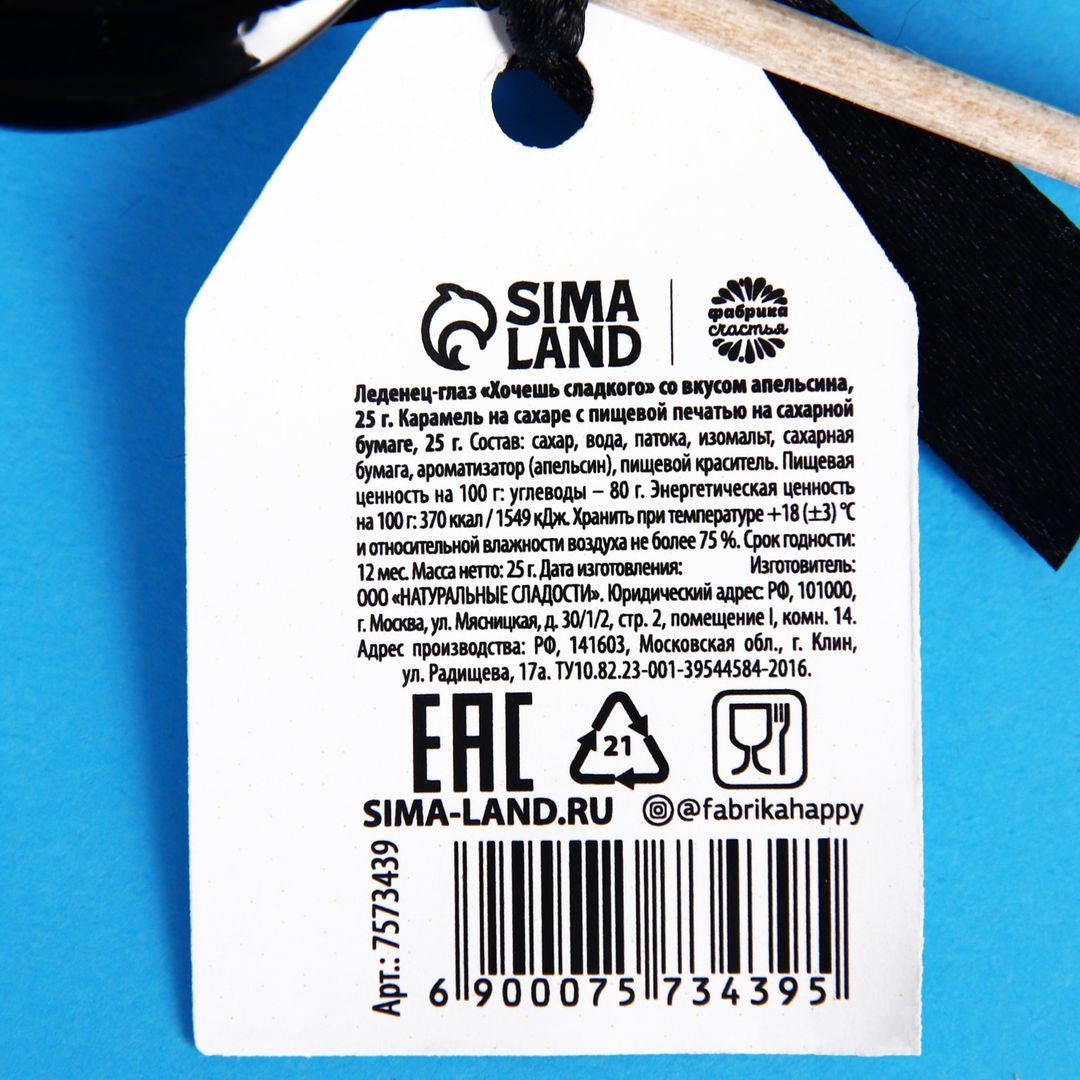 SIMA
LAND
фабрика
счастья
Леденец-глаз «Хочешь сладкого» со вкусом апельсина,
25 г. Карамель на сахаре с пищевой печатью на сахарной
бумаге, 25 г. Состав: сахар, вода, патока, изомальт, сахарная
бумага, ароматизатор (апельсин), пищевой краситель. Пищевая
ценность на 100 г: углеводы – 80 г. Энергетическая ценность
на 100 г: 370 ккал / 1549 кДж. Хранить при температуре +18 (±3) °С
и относительной влажности воздуха не более 75 %. Срок годности:
12 мес. Масса нетто: 25 г. Дата изготовления: Изготовитель:
ООО «НАТУРАЛЬНЫЕ СЛАДОСТИ». Юридический адрес: РФ, 101000,
г. Москва, ул. Мясницкая, д. 30/1/2, стр. 2, помещение I, комн. 14.
Адрес производства: РФ, 141603, Московская обл., г. Клин,
ул. Радищева, 17а. ТУ10.82.23-001-39544584-2016.
ЕАС
21
SIMA-LAND.RU @fabrikahappy
Арт.: 7573439
6 900075 734395